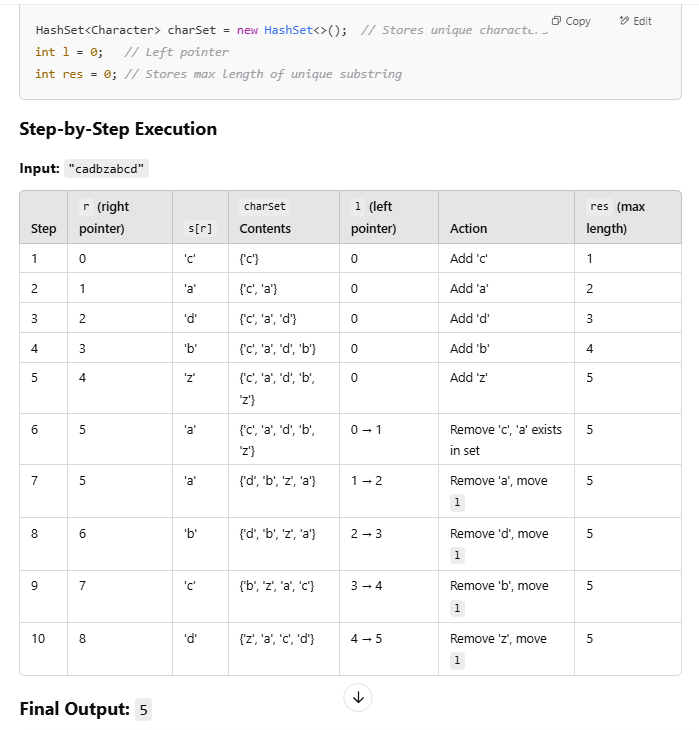 Copy Edit
HashSet<Character> charSet = new HashSet<>(); // Stores unique
int l = 0; // Left pointer
int res = 0; // Stores max length of unique substring
Step-by-Step Execution
Input: "cadbzabcd"
Step r (right pointer) s[r] charSet Contents l (left pointer) Action res (max length)
1 0 'c' {'c'} 0 Add 'c' 1
2 1 'a' {'c', 'a'} 0 Add 'a' 2
3 2 'd' {'c', 'a', 'd'} 0 Add 'd' 3
4 3 'b' {'c', 'a', 'd', 'b'} 0 Add 'b' 4
5 4 'z' {'c', 'a', 'd', 'b', 'z'} 0 Add 'z' 5
6 5 'a' {'c', 'a', 'd', 'b', 'z'} 0 → 1 Remove 'c', 'a' exists in set 5
7 5 'a' {'d', 'b', 'z', 'a'} 1 → 2 Remove 'a', move l 5
8 6 'b' {'d', 'b', 'z', 'a'} 2 → 3 Remove 'd', move l 5
9 7 'c' {'b', 'z', 'a', 'c'} 3 → 4 Remove 'b', move l 5
10 8 'd' {'z', 'a', 'c', 'd'} 4 → 5 Remove 'z', move l 5
Final Output: 5